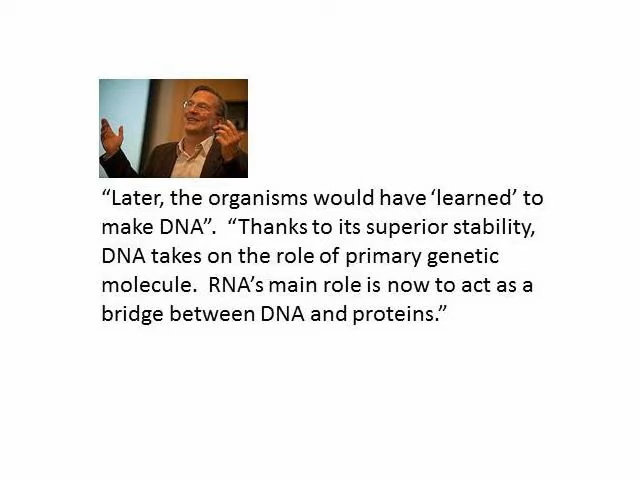 “Later, the organisms would have ‘learned’ to
make DNA”.  “Thanks to its superior stability,
DNA takes on the role of primary genetic
molecule.  RNA’s main role is now to act as a
bridge between DNA and proteins.”